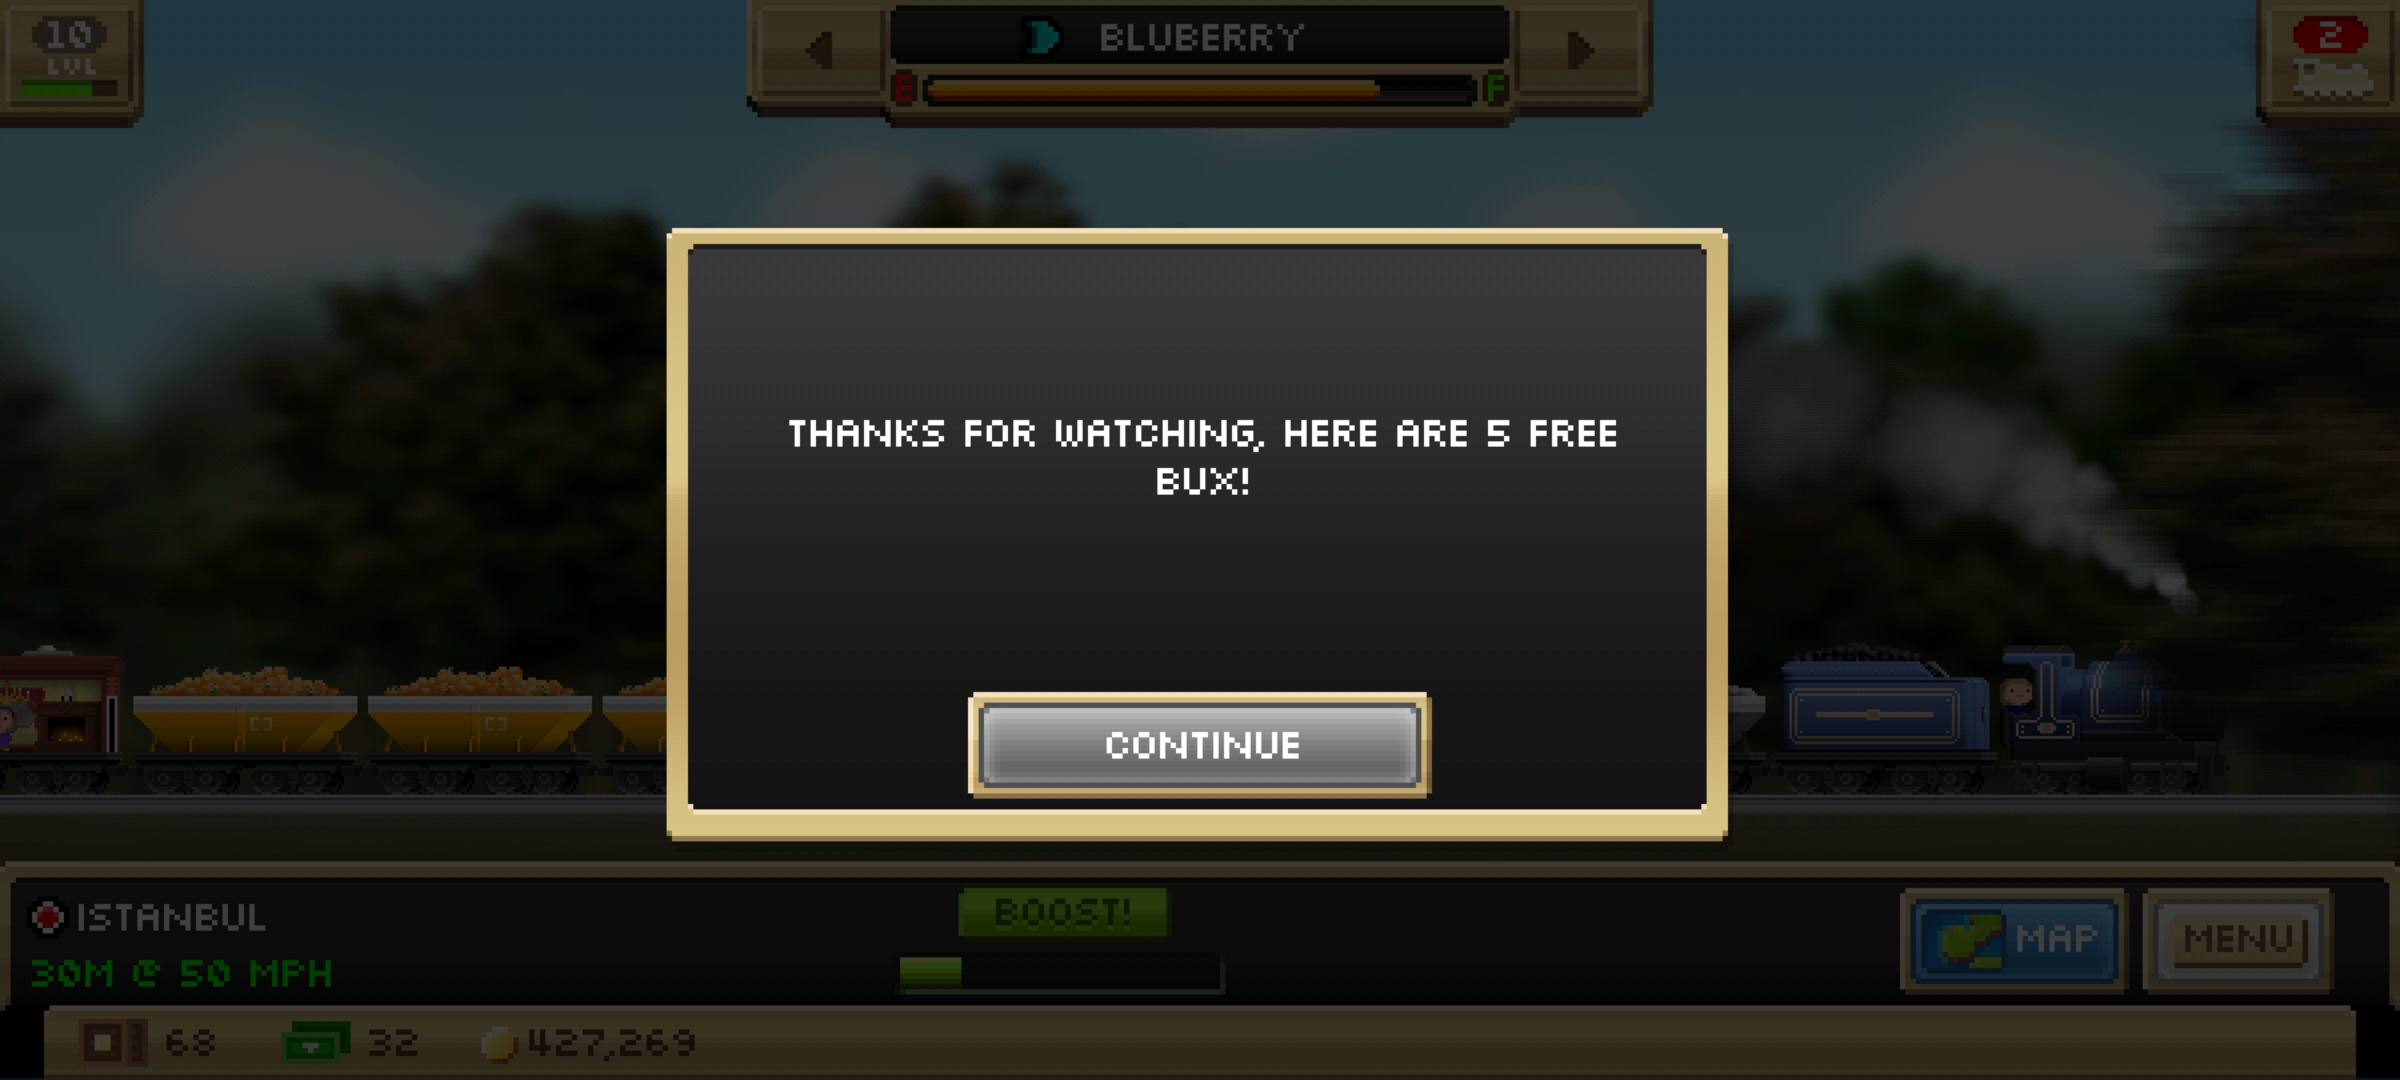 10
LVL
BLUBERRY
E
F
2
THANKS FOR WATCHING, HERE ARE 5 FREE
BUX!
CONTINUE
ISTANBUL
30M @ 50 MPH
BOOST!
MAP
MENU
68
32
427,269